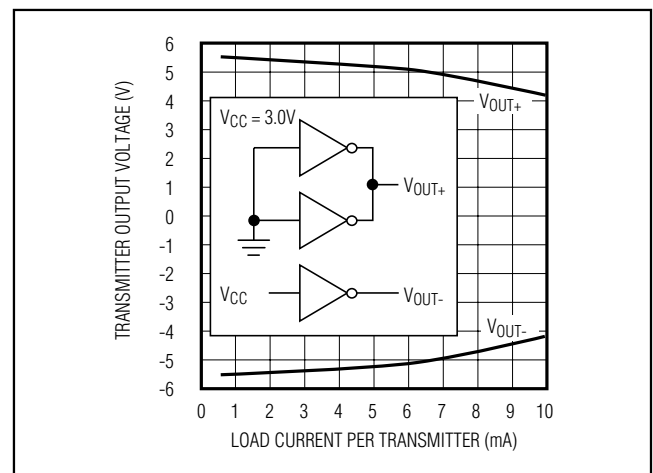 TRANSMITTER OUTPUT VOLTAGE (V)
6
5
4
3
2
1
0
-1
-2
-3
-4
-5
-6
VCC = 3.0V
VOUT+
VOUT+
VCC
VOUT-
VOUT-
0 1 2 3 4 5 6 7 8 9 10
LOAD CURRENT PER TRANSMITTER (mA)